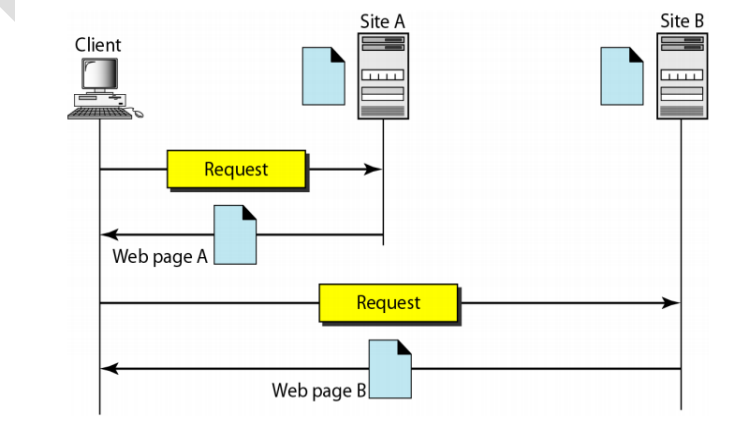 Site A
Site B
Client
Request
Web page A
Request
Web page B